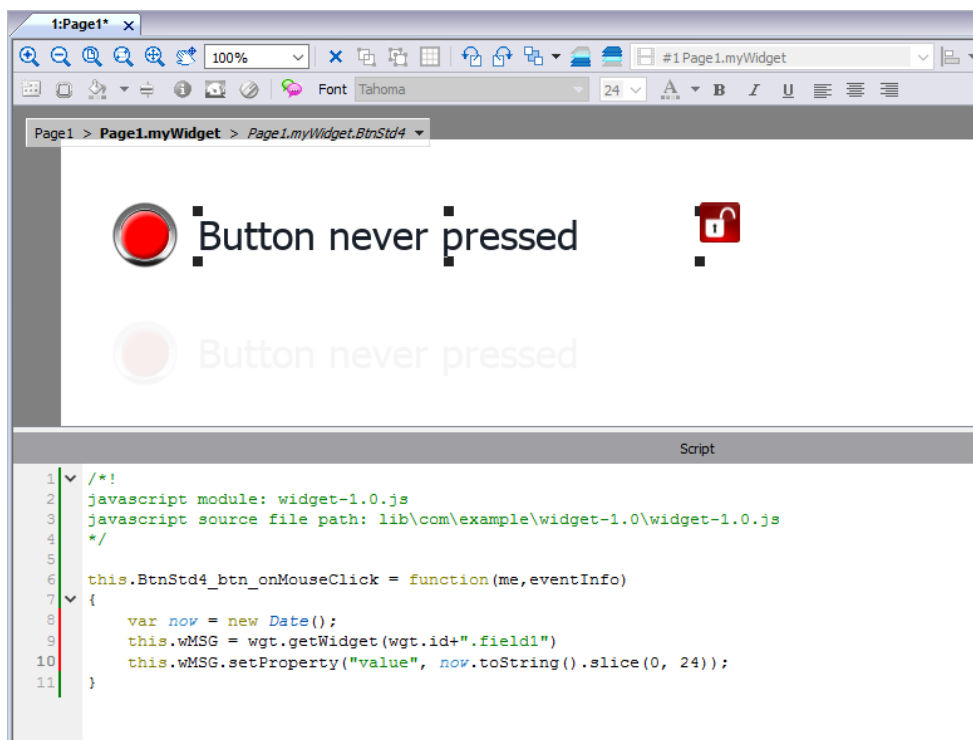 1:Page1* x
100% #1 Page1.myWidget
Font Tahoma 24 A B I U
Page1 > Page1.myWidget > Page1.myWidget.BtnStd4
Button never pressed
Button never pressed
Script
1 /*!
2 javascript module: widget-1.0.js
3 javascript source file path: lib\com\example\widget-1.0\widget-1.0.js
4 */
5
6 this.BtnStd4_btn_onMouseClick = function(me,eventInfo)
7 {
8 var now = new Date();
9 this.wMSG = wgt.getWidget(wgt.id+".field1")
10 this.wMSG.setProperty("value", now.toString().slice(0, 24));
11 }